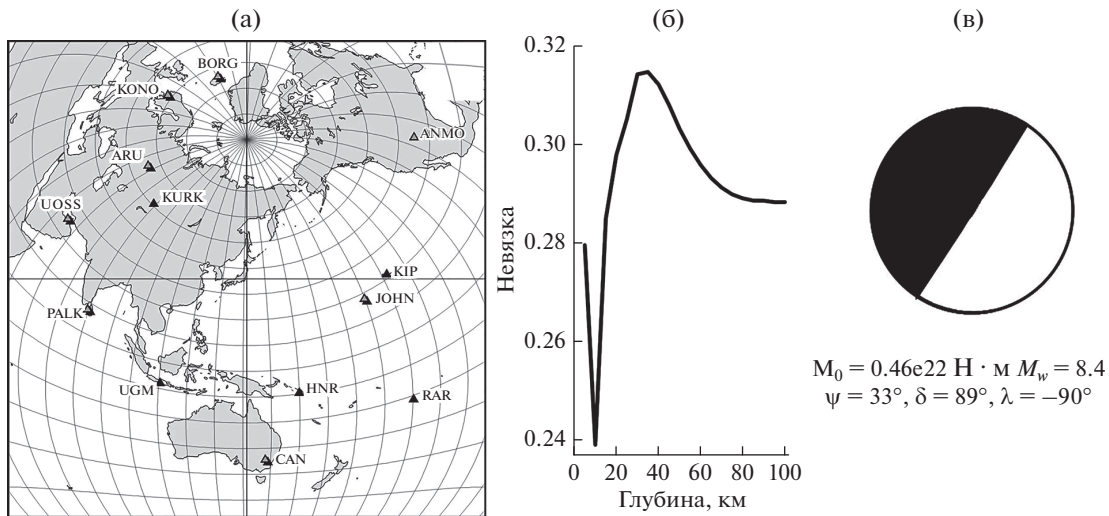 (а)
BORG
KONO
ANMO
ARU
UOSS
KURK
KIP
JOHN
PALK
UGM
HNR
RAR
CAN
(б)
Невязка
0.32
0.30
0.28
0.26
0.24
0 20 40 60 80 100
Глубина, км
(в)
M₀ = 0.46e22 Н · м Mw = 8.4
ψ = 33°, δ = 89°, λ = –90°